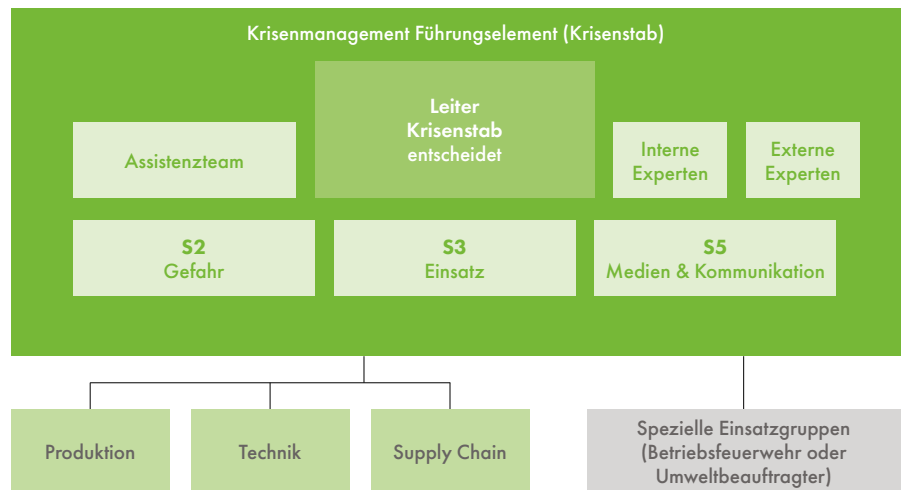 Krisenmanagement Führungselement (Krisenstab)
Leiter
Krisenstab
entscheidet
Assistenzteam
Interne
Experten
Externe
Experten
S2
Gefahr
S3
Einsatz
S5
Medien & Kommunikation
Produktion
Technik
Supply Chain
Spezielle Einsatzgruppen
(Betriebsfeuerwehr oder
Umweltbeauftragter)